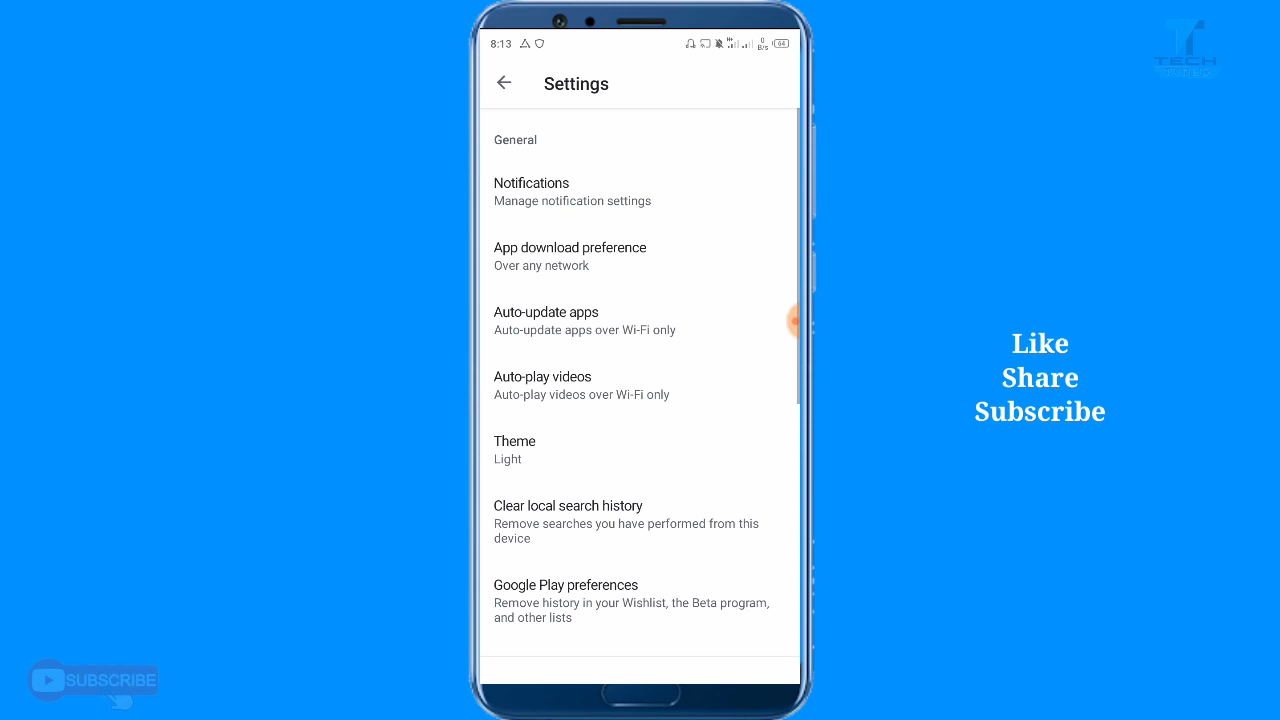 8:13
0
B/s
64
Settings
General
Notifications
Manage notification settings
App download preference
Over any network
Auto-update apps
Auto-update apps over Wi-Fi only
Auto-play videos
Auto-play videos over Wi-Fi only
Theme
Light
Clear local search history
Remove searches you have performed from this
device
Google Play preferences
Remove history in your Wishlist, the Beta program,
and other lists
Like
Share
Subscribe
TECH
SUBSCRIBE